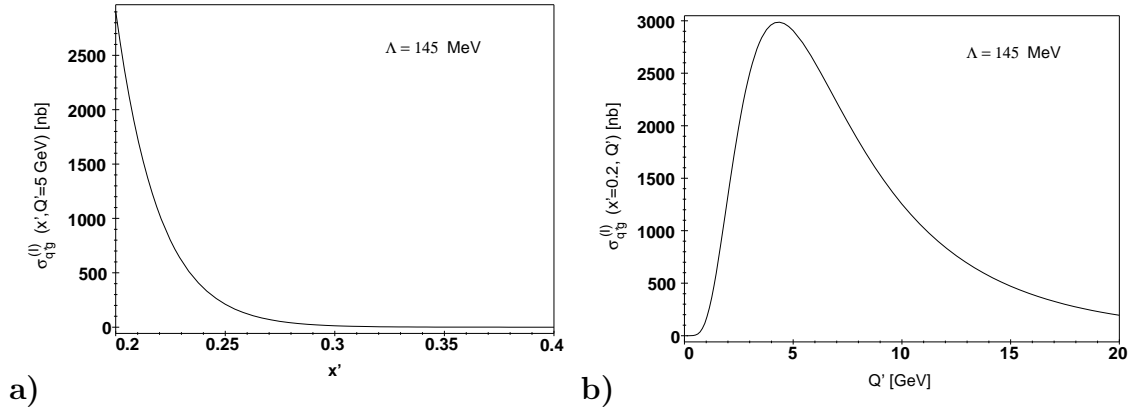 2500
2000
1500
1000
500
0
0.2
0.25
0.3
0.35
0.4
x’
σ_{q'g}^{(I)} (x’,Q’=5 GeV) [nb]
Λ = 145 MeV
a)
3000
2500
2000
1500
1000
500
0
0
5
10
15
20
Q’ [GeV]
σ_{q'g}^{(I)} (x’=0.2, Q’) [nb]
Λ = 145 MeV
b)